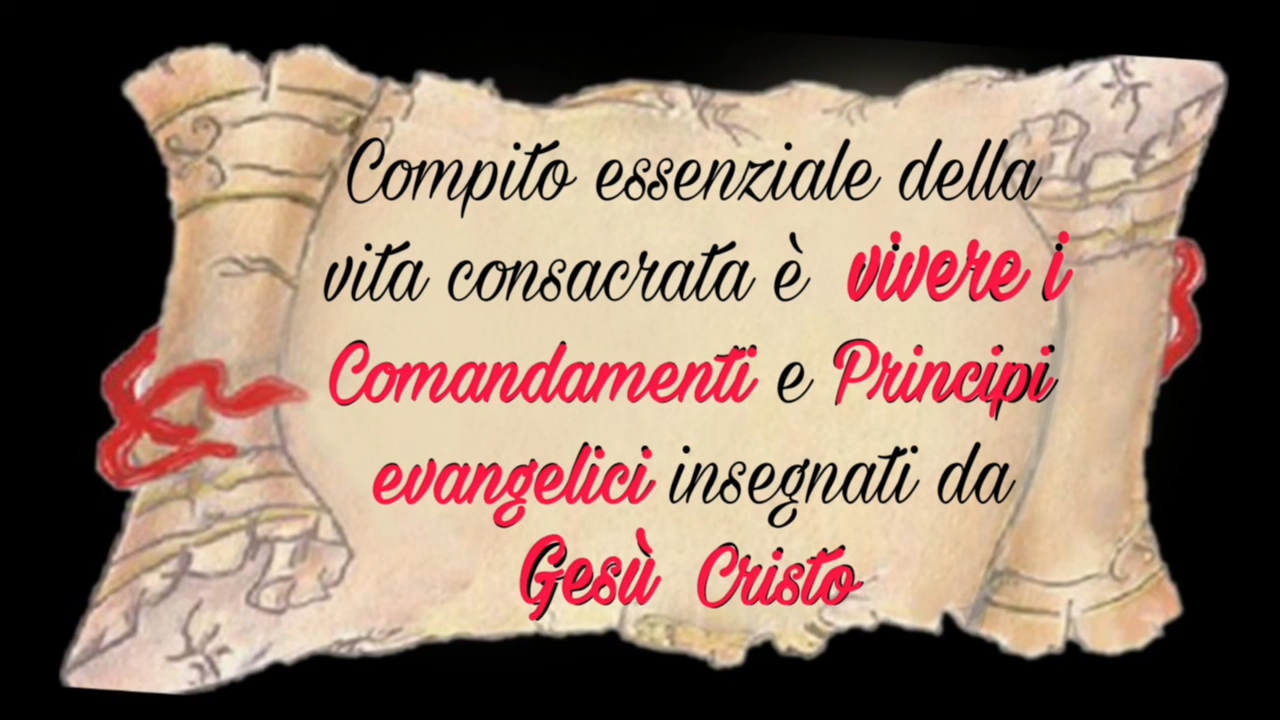 Compito essenziale della
vita consacrata è vivere i
Comandamenti e Principi
evangelici insegnati da
Gesù Cristo